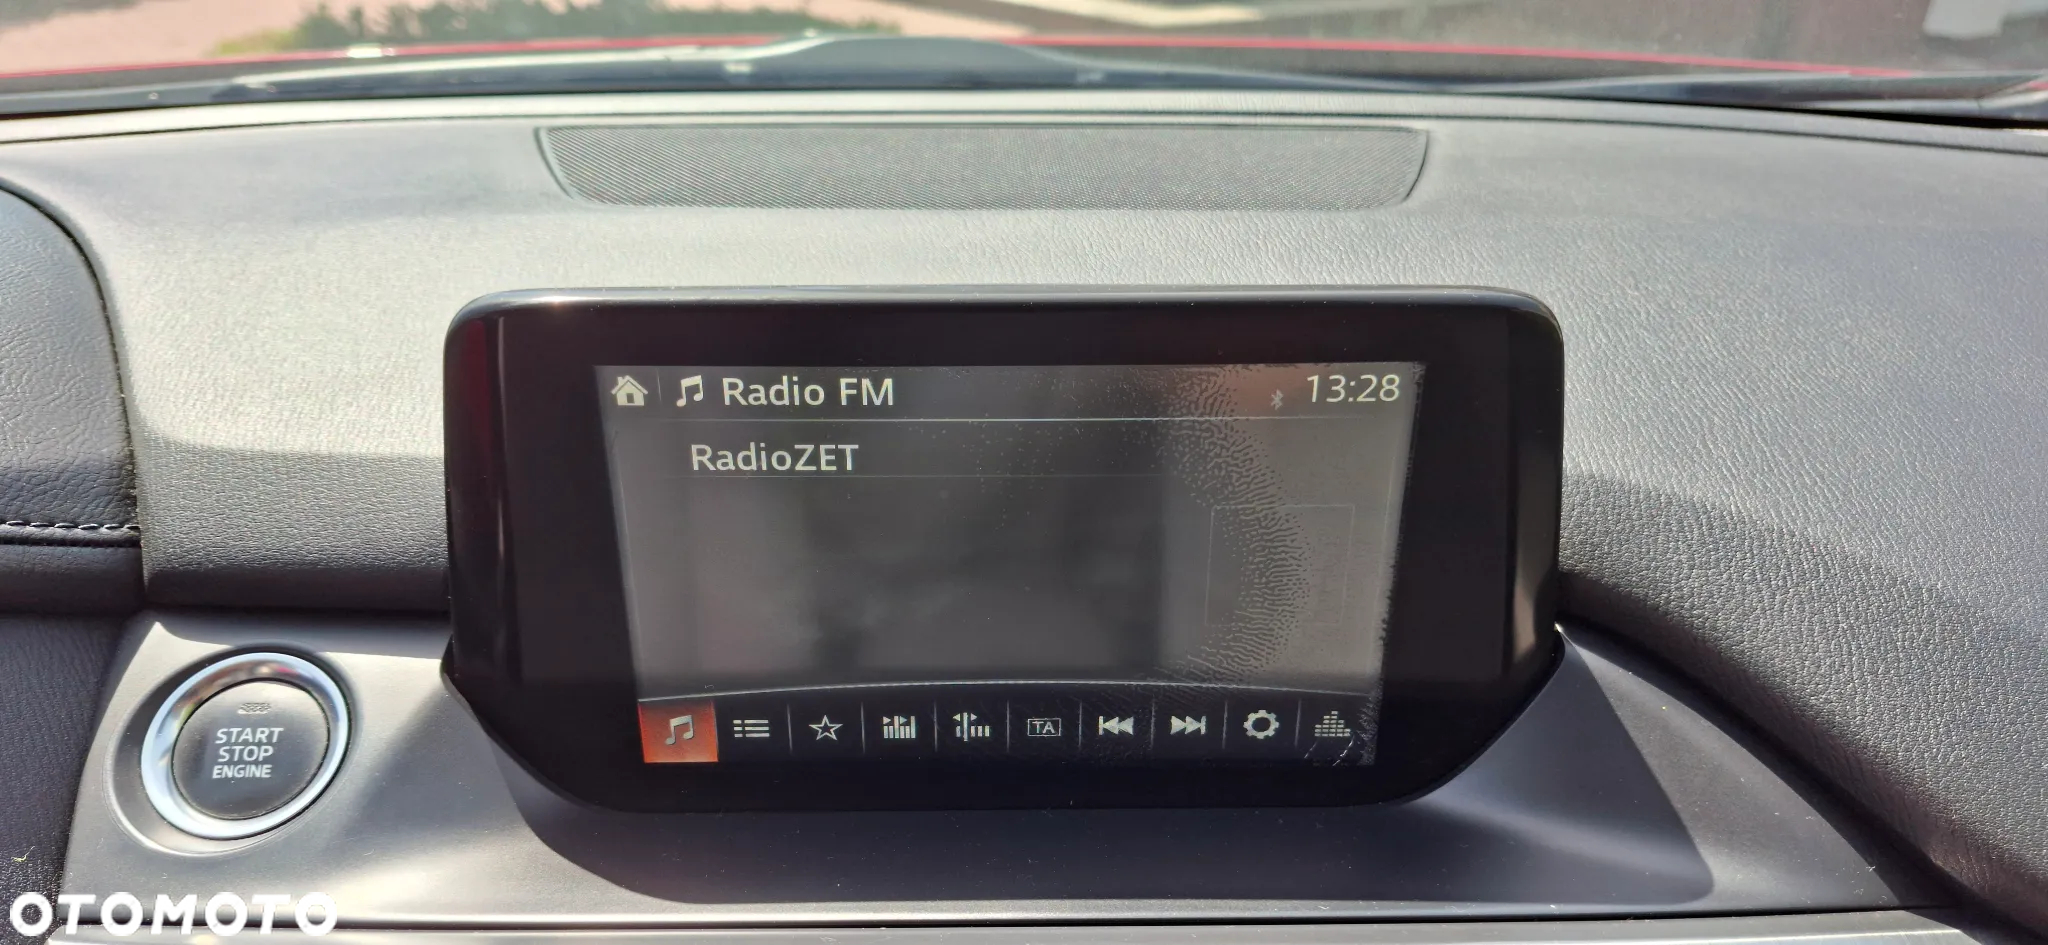 Radio FM
13:28
RadioZET
TA
START
STOP
ENGINE
OTOMOTO